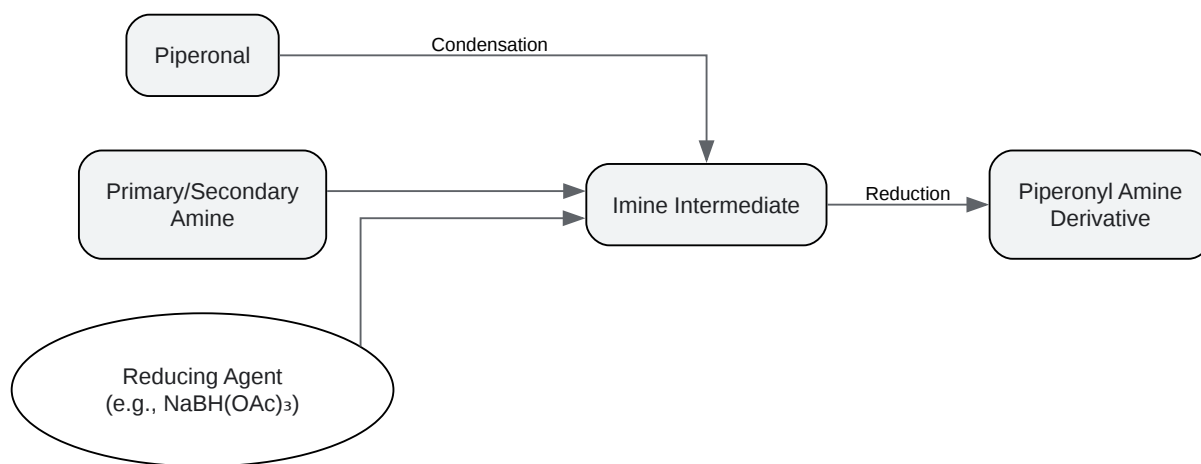 Piperonal
Condensation
Primary/Secondary
Amine
Imine Intermediate
Reduction
Piperonyl Amine
Derivative
Reducing Agent
(e.g., NaBH(OAc)₃)